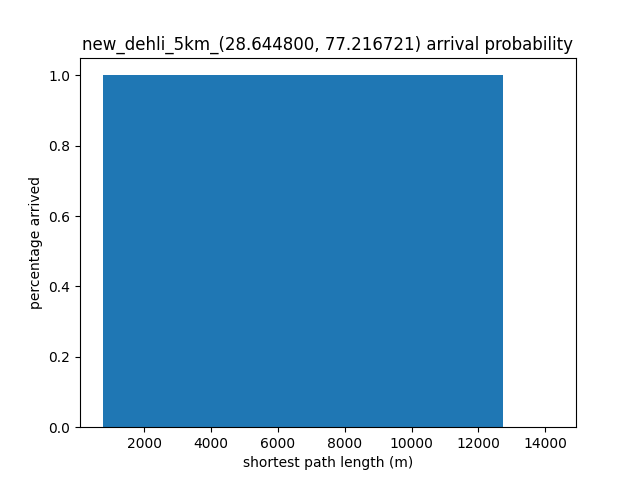 new_dehli_5km_(28.644800, 77.216721) arrival probability
1.0
0.8
0.6
0.4
0.2
0.0
percentage arrived
2000 4000 6000 8000 10000 12000 14000
shortest path length (m)